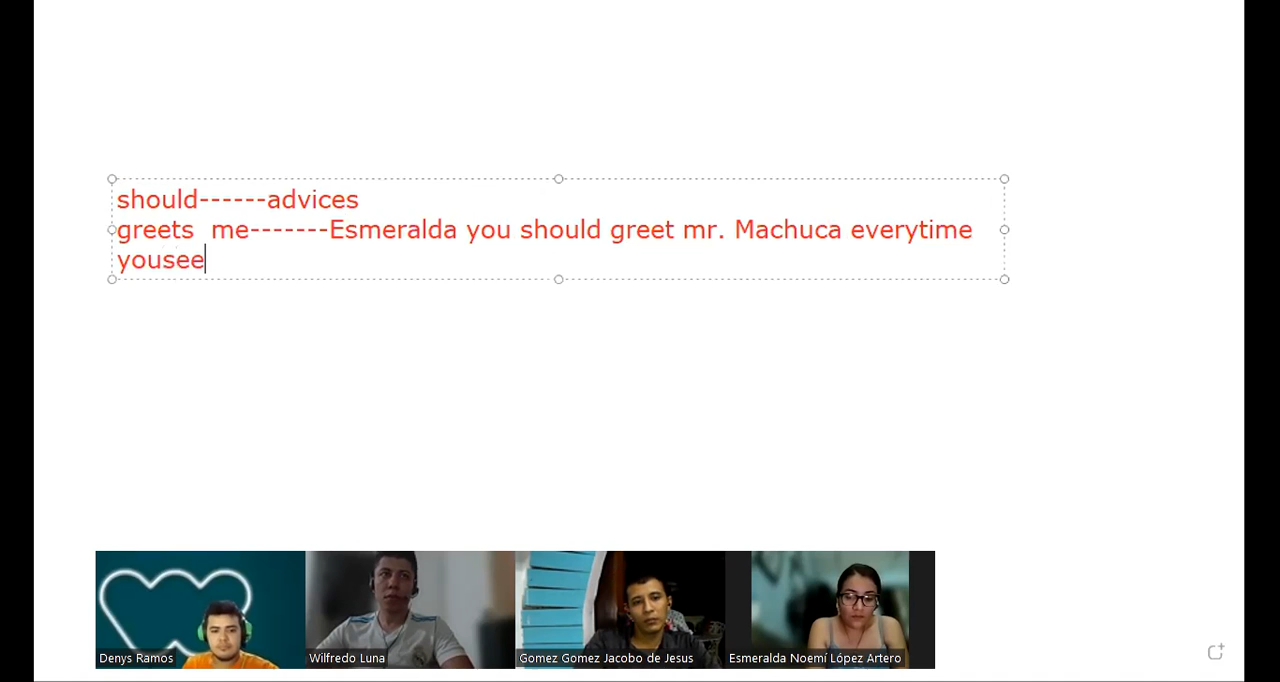 should------advices
greets  me-------Esmeralda you should greet mr. Machuca everytime
yousee
Denys Ramos
Wilfredo Luna
Gomez Gomez Jacobo de Jesus
Esmeralda Noemí López Artero